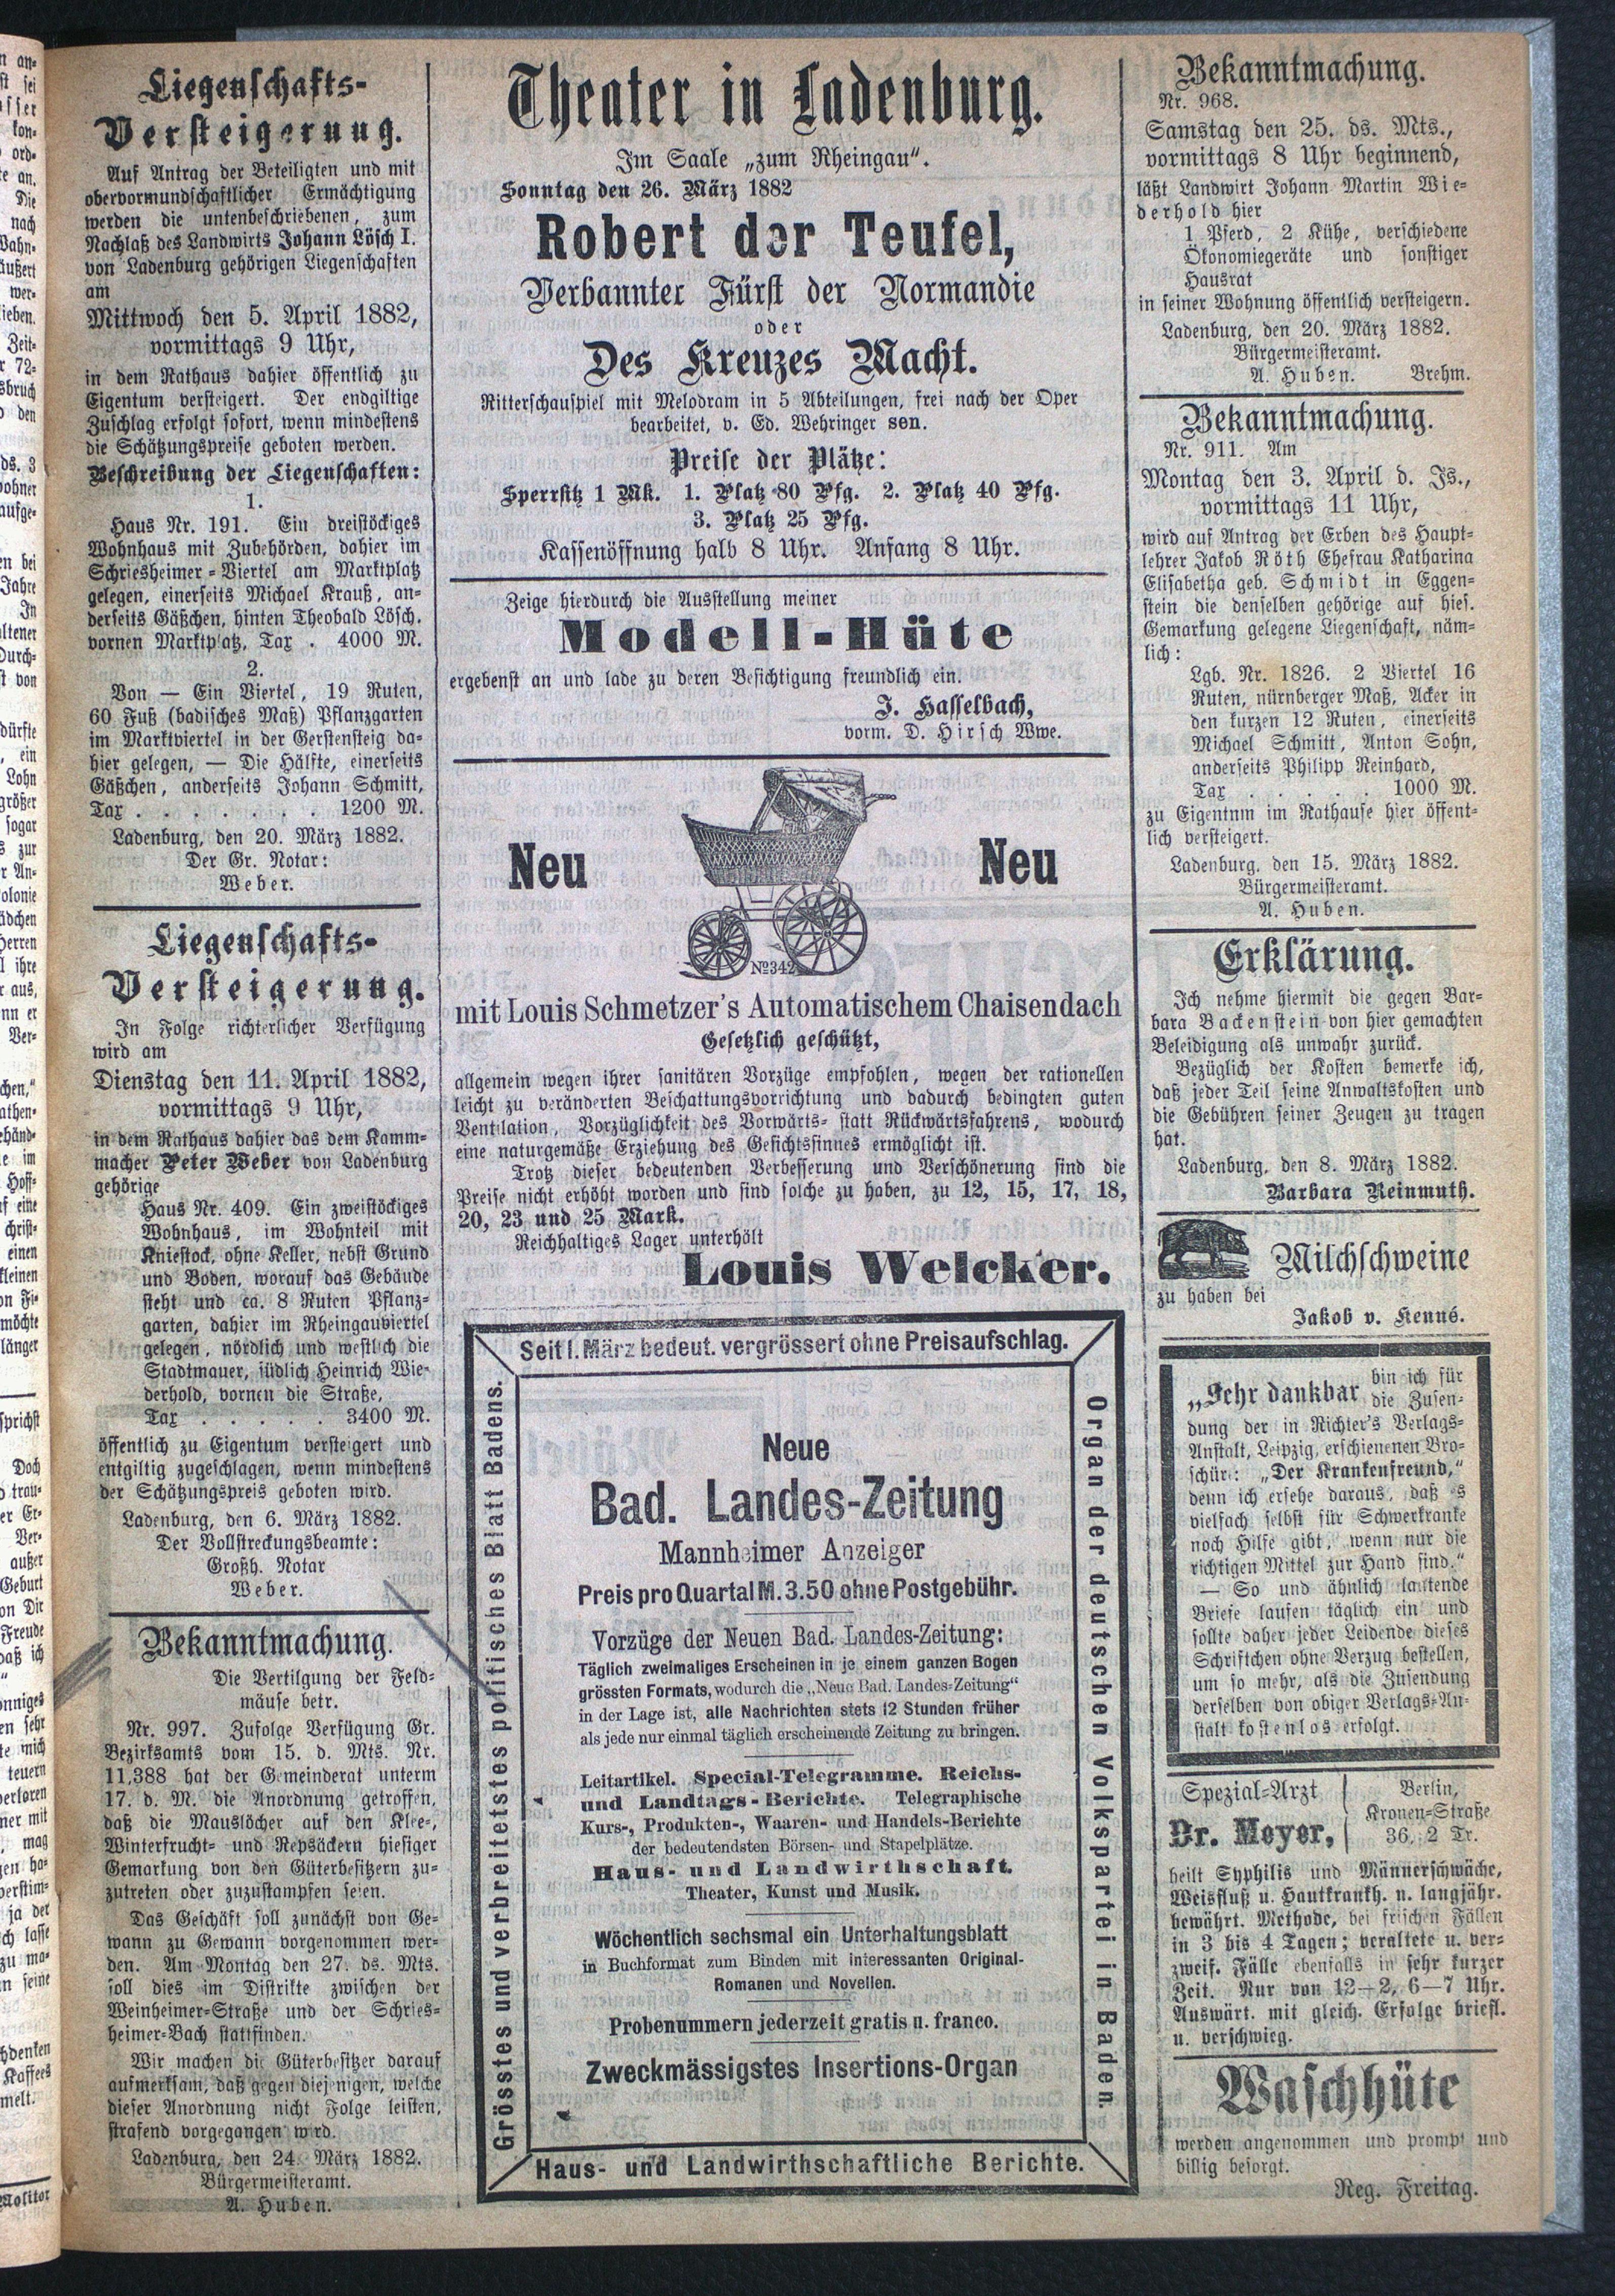 Liegenschafts-
Versteigerung.
Auf Antrag der Beteiligten und mit
obervormundschaftlicher Ermächtigung
werden die untenbeschriebenen, zum
Nachlaß des Landwirts Johann Lösch I.
von Ladenburg gehörigen Liegenschaften
am
Mittwoch den 5. April 1882,
vormittags 9 Uhr,
in dem Rathaus dahier öffentlich zu
Eigentum versteigert. Der endgiltige
Zuschlag erfolgt sofort, wenn mindestens
die Schätzungspreise geboten werden.
Beschreibung der Liegenschaften:
1.
Haus Nr. 191. Ein dreistöckiges
Wohnhaus mit Zubehörden, dahier im
Schriesheimer-Viertel am Marktplatz
gelegen, einerseits Michael Krauß, an-
derseits Gäßchen, hinten Theobald Lösch.
vornen Marktplatz, Tax . 4000 M.
2.
Von — Ein Viertel, 19 Ruten,
60 Fuß (badisches Maß) Pflanzgarten
im Marktviertel in der Gerstensteig da-
hier gelegen, — Die Hälfte, einerseits
Gäßchen, anderseits Johann Schmitt,
Tax . . . . . . . 1200 M.
Ladenburg, den 20. März 1882.
Der Gr. Notar:
Weber.
Liegenschafts-
Versteigerung.
In Folge richterlicher Verfügung
wird am
Dienstag den 11. April 1882,
vormittags 9 Uhr,
in dem Rathaus dahier das dem Kamm-
macher Peter Weber von Ladenburg
gehörige
Haus Nr. 409. Ein zweistöckiges
Wohnhaus, im Wohnteil mit
Kniestock, ohne Keller, nebst Grund
und Boden, worauf das Gebäude
steht und ca. 8 Ruten Pflanz-
garten, dahier im Rheingauviertel
gelegen, nördlich und westlich die
Stadtmauer, südlich Heinrich Wie-
derhold, vornen die Straße,
Tax . . . . . 3400 M.
öffentlich zu Eigentum versteigert und
entgiltig zugeschlagen, wenn mindestens
der Schätzungspreis geboten wird.
Ladenburg, den 6. März 1882.
Der Vollstreckungsbeamte:
Großh. Notar
Weber.
Bekanntmachung.
Die Vertilgung der Feld-
mäuse betr.
Nr. 997. Zufolge Verfügung Gr.
Bezirksamts vom 15. d. Mts. Nr.
11,388 hat der Gemeinderat unterm
17. d. M. die Anordnung getroffen,
daß die Mauslöcher auf den Klee-,
Winterfrucht- und Repsäckern hiesiger
Gemarkung von den Güterbesitzern zu-
zutreten oder zuzustampfen seien.
Das Geschäft soll zunächst von Ge-
wann zu Gewann vorgenommen wer-
den. Am Montag den 27. ds. Mts.
soll dies im Distrikte zwischen der
Weinheimer-Straße und der Schries-
heimer-Bach stattfinden.
Wir machen die Güterbesitzer darauf
aufmerksam, daß gegen diejenigen, welche
dieser Anordnung nicht Folge leisten,
strafend vorgegangen wird.
Ladenburg, den 24. März 1882.
Bürgermeisteramt.
A. Huben.
Theater in Ladenburg.
Im Saale „zum Rheingau“.
Sonntag den 26. März 1882
Robert der Teufel,
Verbannter Fürst der Normandie
oder
Des Kreuzes Macht.
Ritterschauspiel mit Melodram in 5 Abteilungen, frei nach der Oper
bearbeitet, v. Ed. Wehringer sen.
Preise der Plätze:
Sperrsitz 1 Mk. 1. Platz 80 Pfg. 2. Platz 40 Pfg.
3. Platz 25 Pfg.
Kassenöffnung halb 8 Uhr. Anfang 8 Uhr.
Zeige hierdurch die Ausstellung meiner
Modell-Hüte
ergebenst an und lade zu deren Besichtigung freundlich ein.
J. Hasselbach,
vorm. D. Hirsch Wwe.
Neu Neu
No 342
mit Louis Schmetzer's Automatischem Chaisendach
Gesetzlich geschützt,
allgemein wegen ihrer sanitären Vorzüge empfohlen, wegen der rationellen
leicht zu veränderten Beschattungsvorrichtung und dadurch bedingten guten
Ventilation, Vorzüglichkeit des Vorwärts- statt Rückwärtsfahrens, wodurch
eine naturgemäße Erziehung des Gesichtssinnes ermöglicht ist.
Trotz dieser bedeutenden Verbesserung und Verschönerung sind die
Preise nicht erhöht worden und sind solche zu haben, zu 12, 15, 17, 18,
20, 23 und 25 Mark.
Reichhaltiges Lager unterhält
Louis Welcker.
Seit 1. März bedeut. vergrössert ohne Preisaufschlag.
Grösstes und verbreitetstes politisches Blatt Badens.
Neue
Bad. Landes-Zeitung
Mannheimer Anzeiger
Preis pro Quartal M. 3.50 ohne Postgebühr.
Vorzüge der Neuen Bad. Landes-Zeitung:
Täglich zweimaliges Erscheinen in je einem ganzen Bogen
grössten Formats, wodurch die „Neue Bad. Landes-Zeitung“
in der Lage ist, alle Nachrichten stets 12 Stunden früher
als jede nur einmal täglich erscheinende Zeitung zu bringen.
Leitartikel. Special-Telegramme. Reichs-
und Landtags-Berichte. Telegraphische
Kurs-, Produkten-, Waaren- und Handels-Berichte
der bedeutendsten Börsen- und Stapelplätze.
Haus- und Landwirthschaft.
Theater, Kunst und Musik.
Wöchentlich sechsmal ein Unterhaltungsblatt
in Buchformat zum Binden mit interessanten Original-
Romanen und Novellen.
Probenummern jederzeit gratis u. franco.
Zweckmässigstes Insertions-Organ
Organ der deutschen Volkspartei in Baden.
Haus- und Landwirthschaftliche Berichte.
Bekanntmachung.
Nr. 968.
Samstag den 25. ds. Mts.,
vormittags 8 Uhr beginnend,
läßt Landwirt Johann Martin Wie-
derhold hier
1 Pferd, 2 Kühe, verschiedene
Ökonomiegeräte und sonstiger
Hausrat
in seiner Wohnung öffentlich versteigern.
Ladenburg, den 20. März 1882.
Bürgermeisteramt.
A. Huben. Brehm.
Bekanntmachung.
Nr. 911. Am
Montag den 3. April d. Js.,
vormittags 11 Uhr,
wird auf Antrag der Erben des Haupt-
lehrer Jakob Röth Ehefrau Katharina
Elisabetha geb. Schmidt in Eggen-
stein die denselben gehörige auf hies.
Gemarkung gelegene Liegenschaft, näm-
lich:
Lgb. Nr. 1826. 2 Viertel 16
Ruten, nürnberger Maß, Acker in
den kurzen 12 Ruten, einerseits
Michael Schmitt, Anton Sohn,
anderseits Philipp Reinhard,
Tax . . . . . 1000 M.
zu Eigentum im Rathause hier öffent-
lich versteigert.
Ladenburg, den 15. März 1882.
Bürgermeisteramt.
A. Huben.
Erklärung.
Ich nehme hiermit die gegen Bar-
bara Backenstein von hier gemachten
Beleidigung als unwahr zurück.
Bezüglich der Kosten bemerke ich,
daß jeder Teil seine Anwaltskosten und
die Gebühren seiner Zeugen zu tragen
hat.
Ladenburg, den 8. März 1882.
Barbara Reinmuth.
Milchschweine
zu haben bei
Jakob v. Kenné.
„Sehr dankbar bin ich für
die Zusen-
dung der in Richter's Verlags-
Anstalt, Leipzig, erschienenen Bro-
schür: „Der Krankenfreund,“
denn ich ersehe daraus, daß s
vielfach selbst für Schwerkranke
noch Hilfe gibt, wenn nur die
richtigen Mittel zur Hand sind.“
— So und ähnlich lautende
Briefe laufen täglich ein und
sollte daher jeder Leidende dieses
Schriftchen ohne Verzug bestellen,
um so mehr, als die Zusendung
derselben von obiger Verlags-An-
stalt kostenlos erfolgt.
Spezial-Arzt
Dr. Meyer,
Berlin,
Kronen-Straße
36, 2 Tr.
heilt Syphilis und Männerschwäche,
Weisfluß u. Hautkrankh. n. langjähr.
bewährt. Methode, bei frischen Fällen
in 3 bis 4 Tagen; veraltete u. ver-
zweif. Fälle ebenfalls in sehr kurzer
Zeit. Nur von 12—2, 6—7 Uhr.
Auswärt. mit gleich. Erfolge briefl.
u. verschwieg.
Waschhüte
werden angenommen und prompt und
billig besorgt.
Reg. Freitag.